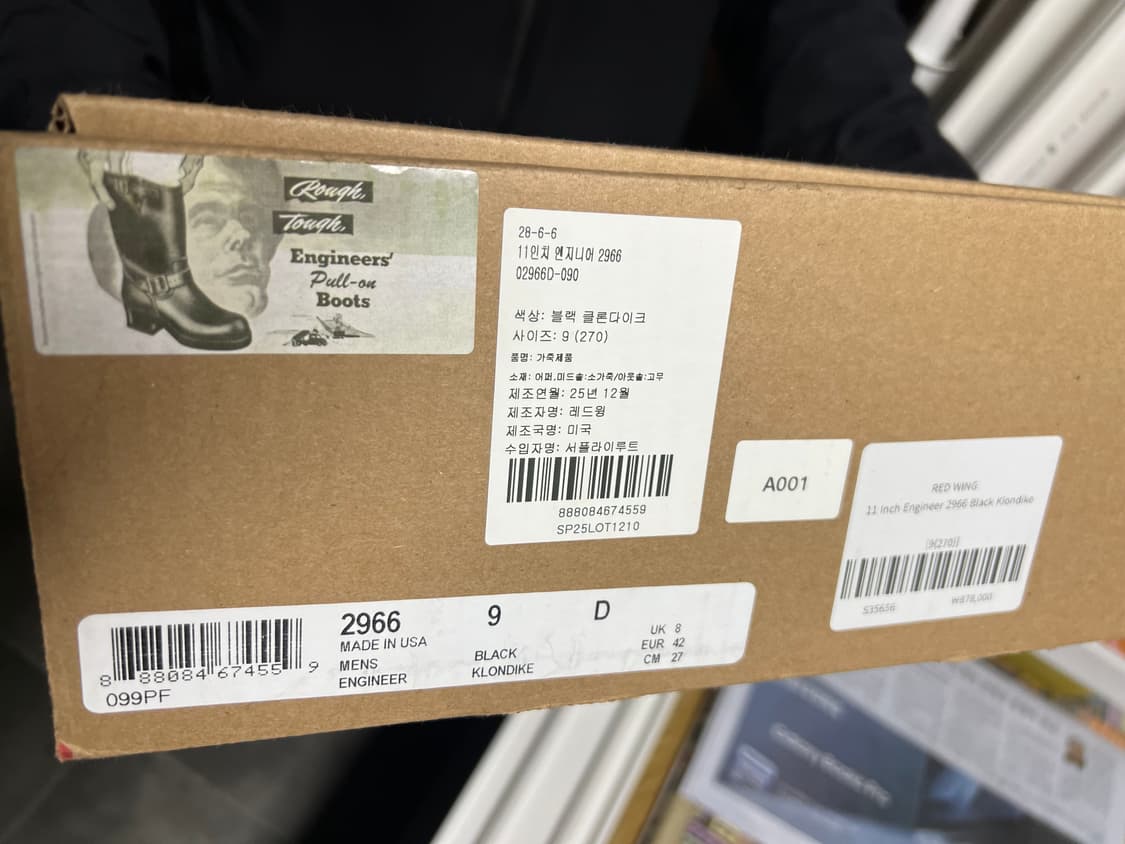 Rough,
Tough,
Engineers'
Pull-on
Boots
28-6-6
11인치 엔지니어 2966
02966D-090
색상: 블랙 클론다이크
사이즈: 9 (270)
품명: 가죽제품
소재: 어퍼,미드솔:소가죽/아웃솔:고무
제조연월: 25년 12월
제조자명: 레드윙
제조국명: 미국
수입자명: 서플라이루트
888084674559
SP25LOT1210
A001
RED WING
11 Inch Engineer 2966 Black Klondike
[9(270)]
S35656
₩878,000
8 88084 67455 9
099PF
2966
MADE IN USA
MENS
ENGINEER
9
BLACK
KLONDIKE
D
UK 8
EUR 42
CM 27